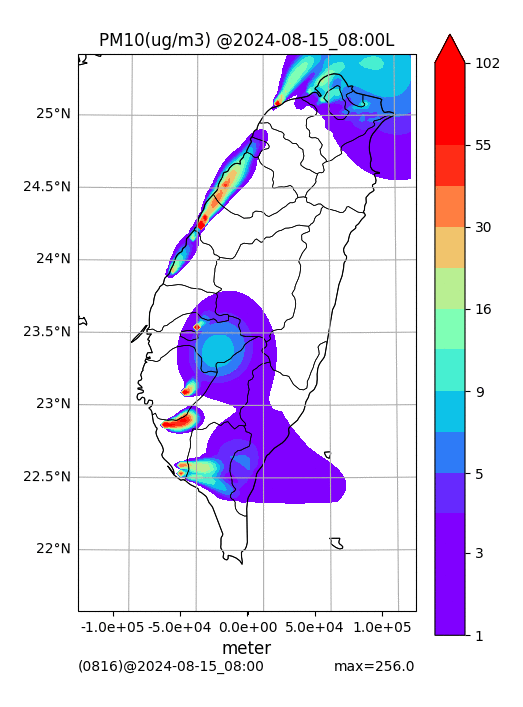 PM10(ug/m3) @2024-08-15_08:00L
102
55
30
16
9
5
3
1
25°N
24.5°N
24°N
23.5°N
23°N
22.5°N
22°N
-1.0e+05 -5.0e+04 0.0e+00 5.0e+04 1.0e+05
meter
(0816)@2024-08-15_08:00 max=256.0